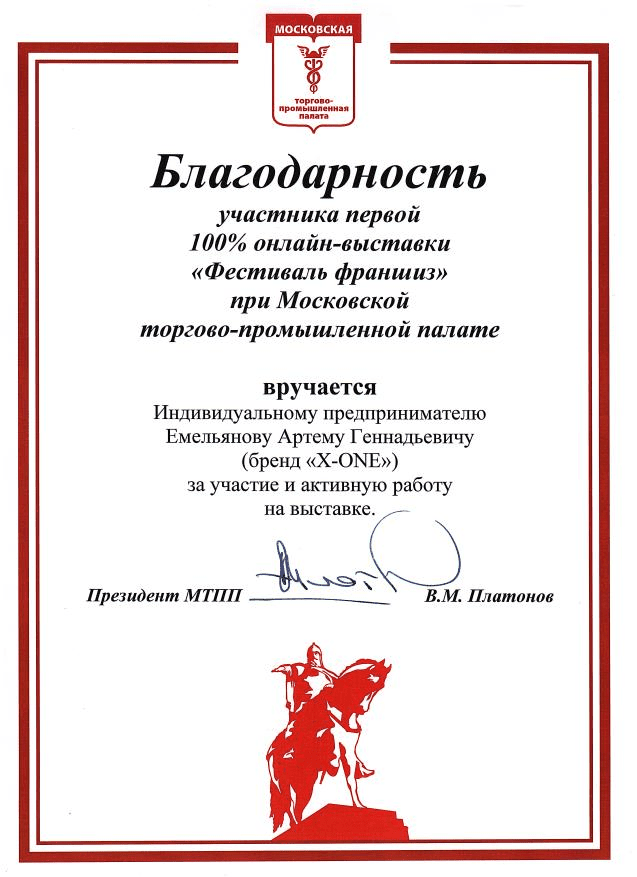 МОСКОВСКАЯ
торгово-
промышленная
палата
Благодарность
участника первой
100% онлайн-выставки
«Фестиваль франшиз»
при Московской
торгово-промышленной палате
вручается
Индивидуальному предпринимателю
Емельянову Артему Геннадьевичу
(бренд «X-ONE»)
за участие и активную работу
на выставке.
Президент МТПП В.М. Платонов